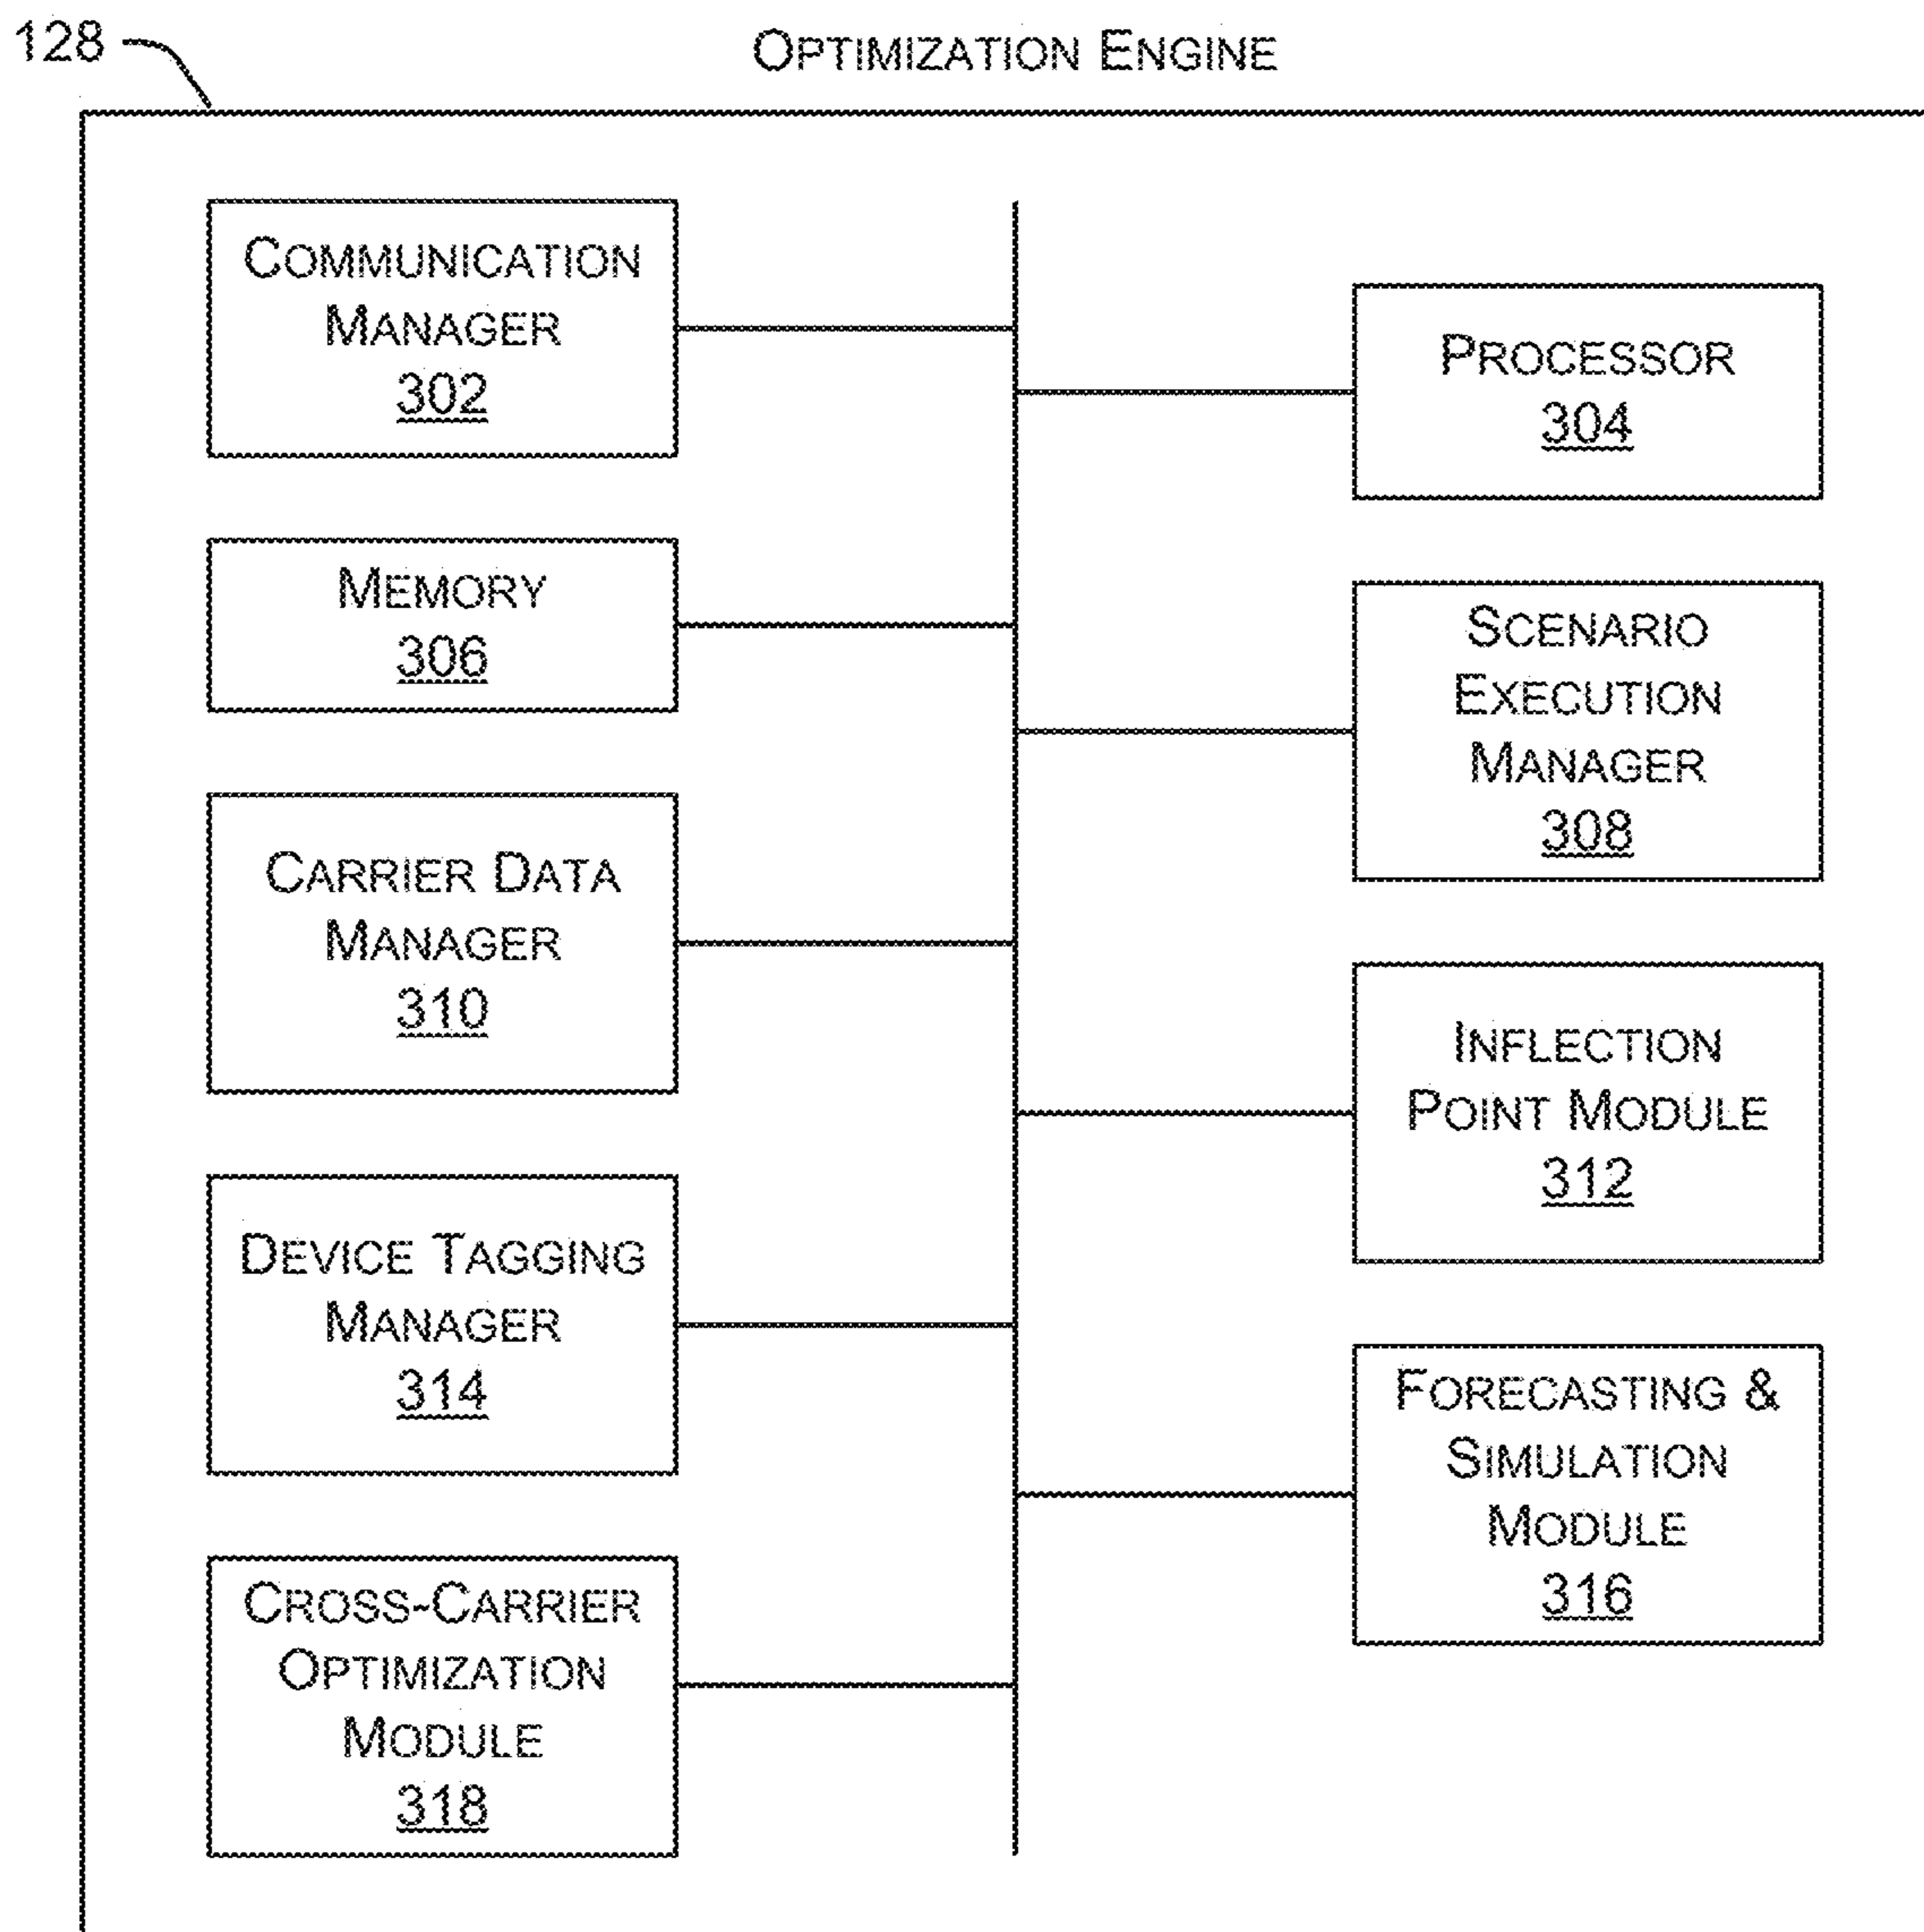 128
OPTIMIZATION ENGINE
COMMUNICATION
MANAGER
302
PROCESSOR
304
MEMORY
306
SCENARIO
EXECUTION
MANAGER
308
CARRIER DATA
MANAGER
310
INFLECTION
POINT MODULE
312
DEVICE TAGGING
MANAGER
314
FORECASTING &
SIMULATION
MODULE
316
CROSS-CARRIER
OPTIMIZATION
MODULE
318